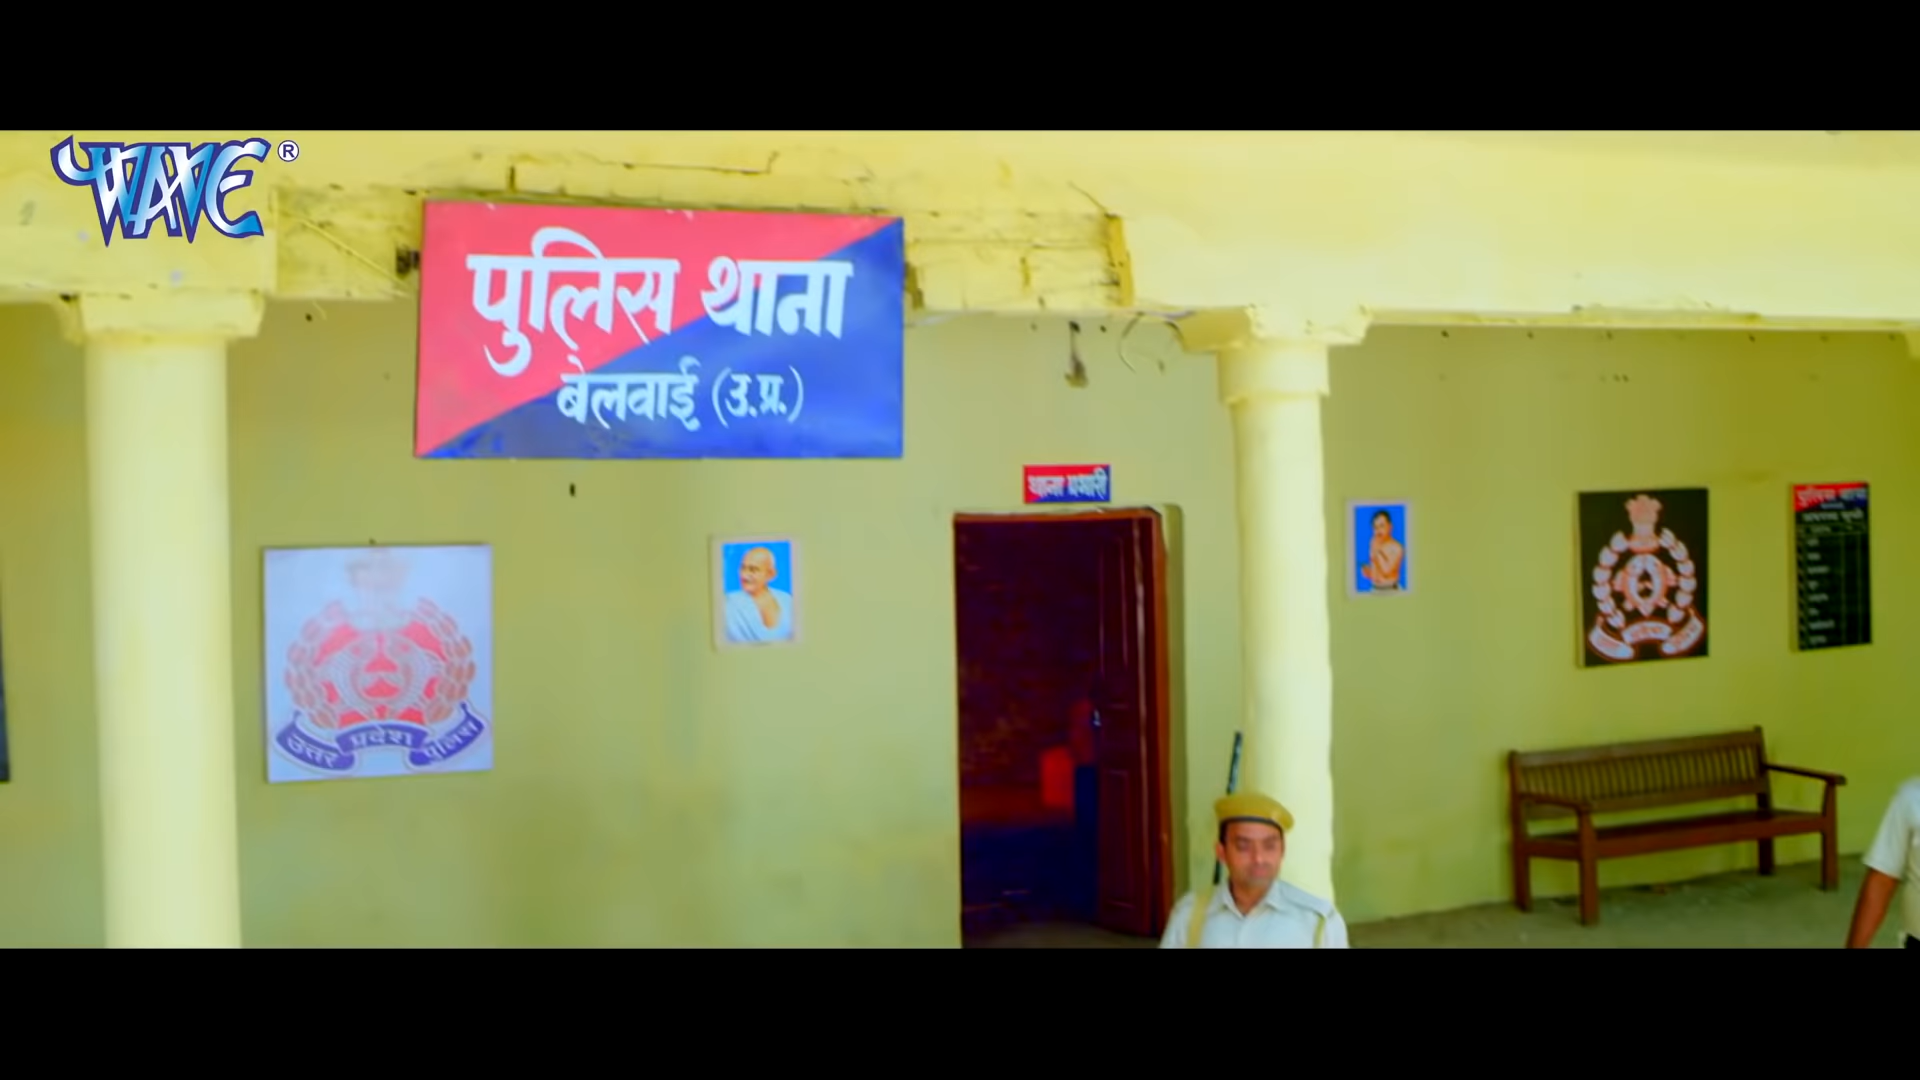 WAVE ®
पुलिस थाना
बेलवाई (उ.प्र.)
थाना प्रभारी
उत्तर प्रदेश पुलिस
पुलिस थाना